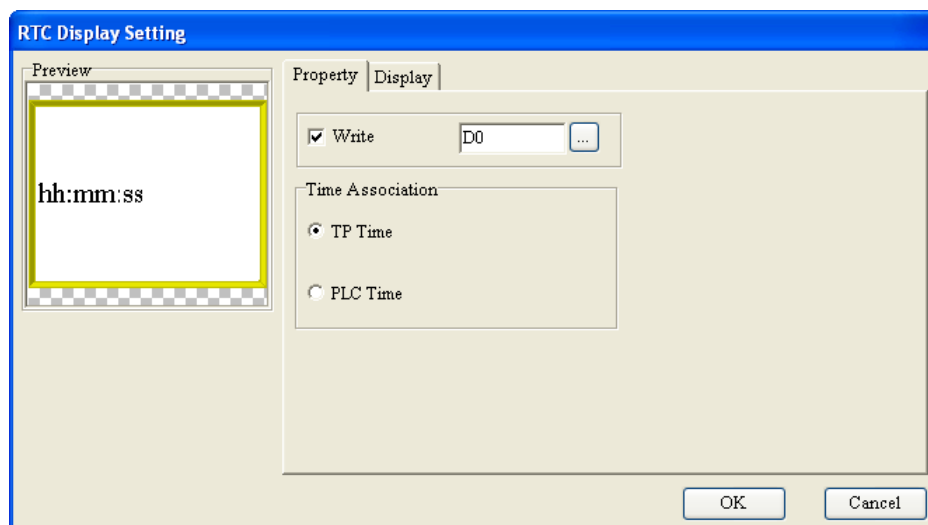 RTC Display Setting
Preview
hh:mm:ss
Property
Display
Write
D0
...
Time Association
TP Time
PLC Time
OK
Cancel